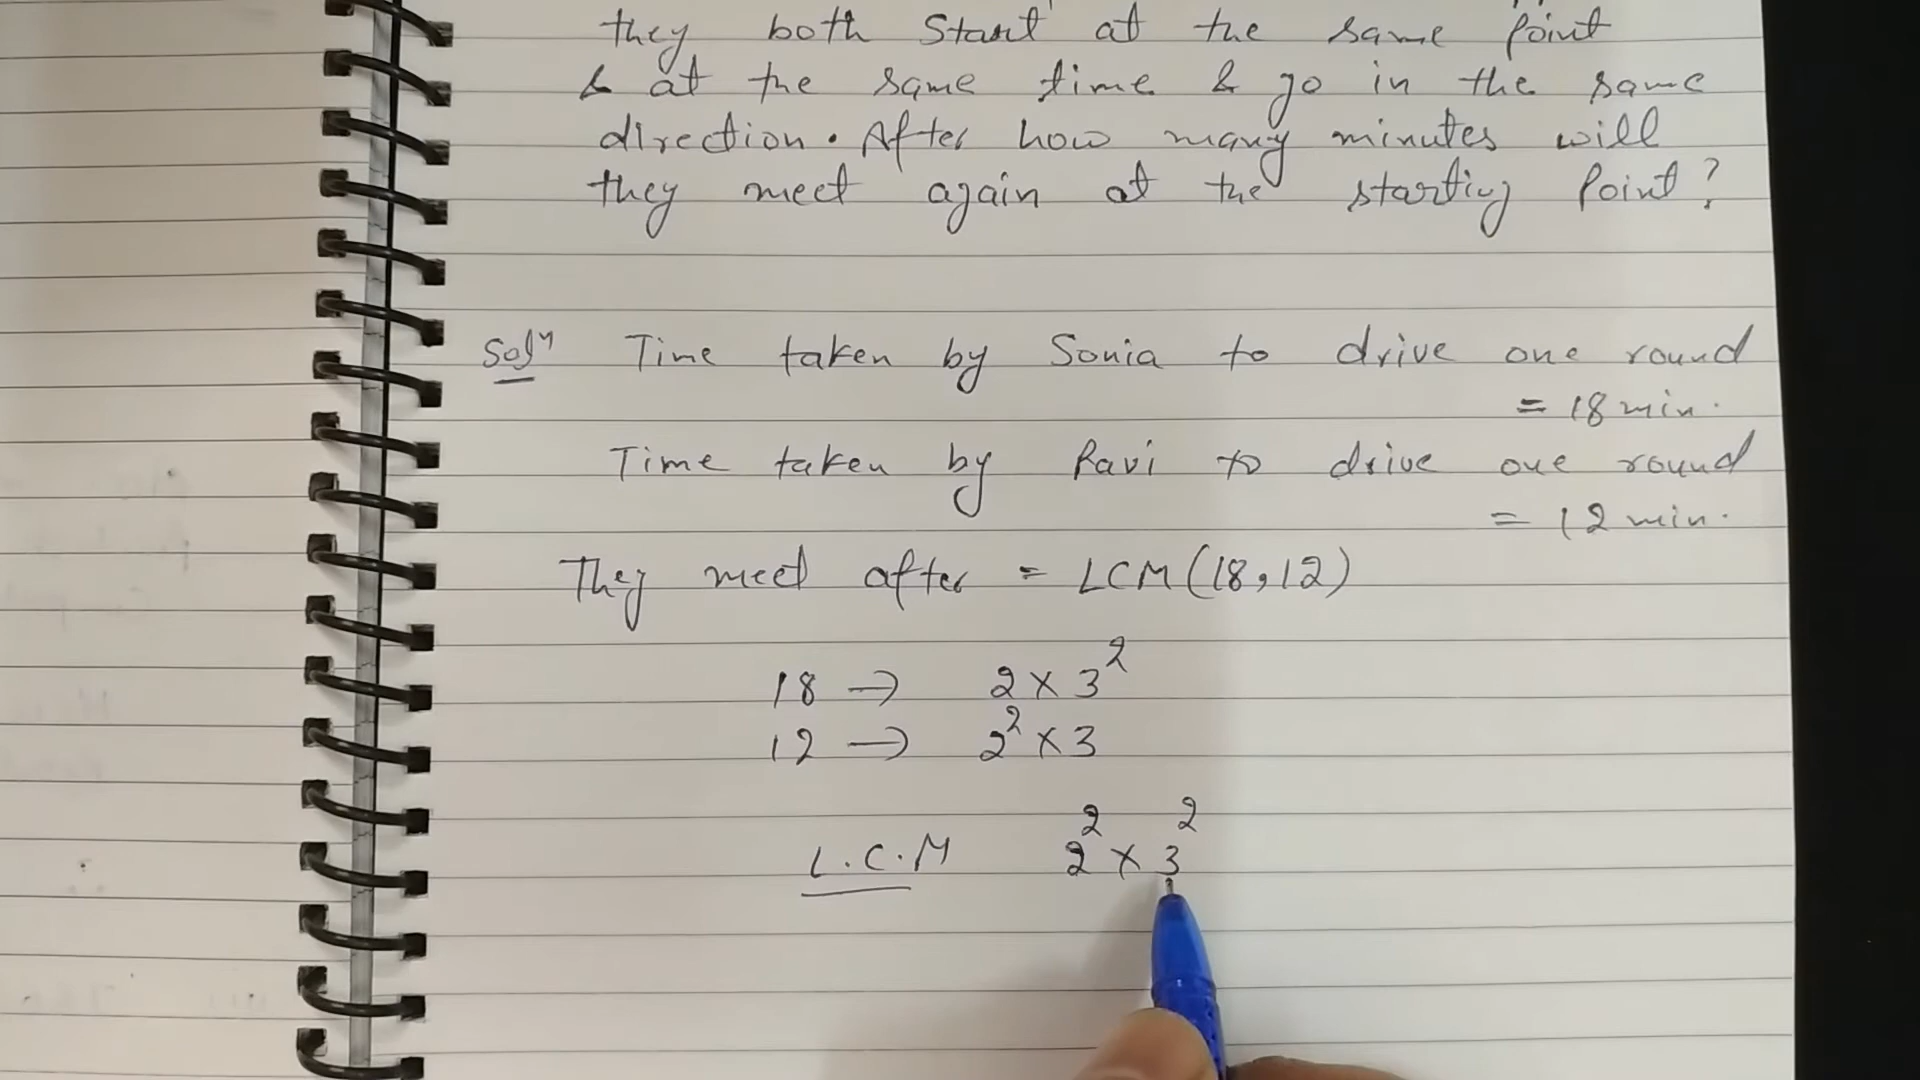 they both Start at the same Point
& at the same time & go in the same
direction. After how many minutes will
they meet again at the starting Point?
Solⁿ Time taken by Sonia to drive one round
= 18 min.
Time taken by Ravi to drive one round
= 12 min.
They meet after = LCM (18, 12)
18 → 2 × 3²
12 → 2² × 3
L.C.M 2² × 3²